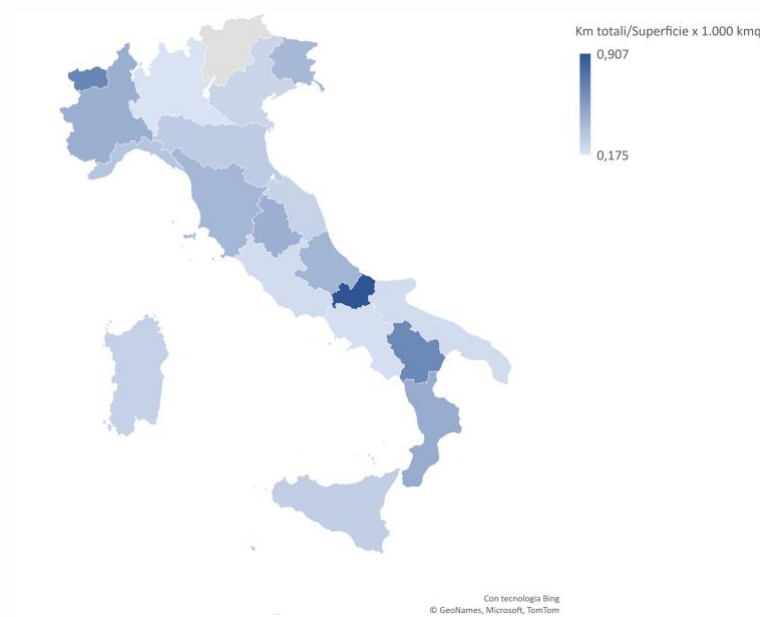 Km totali/Superficie x 1.000 kmq
0,907
0,175
Con tecnologia Bing
© GeoNames, Microsoft, TomTom